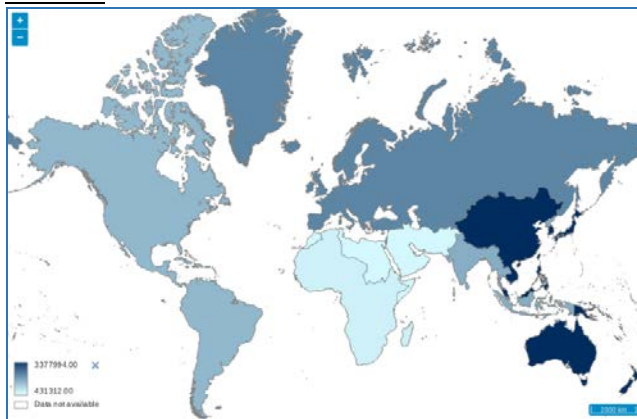 +
−
3377994.00 X
431312.00
Data not available
2000 km